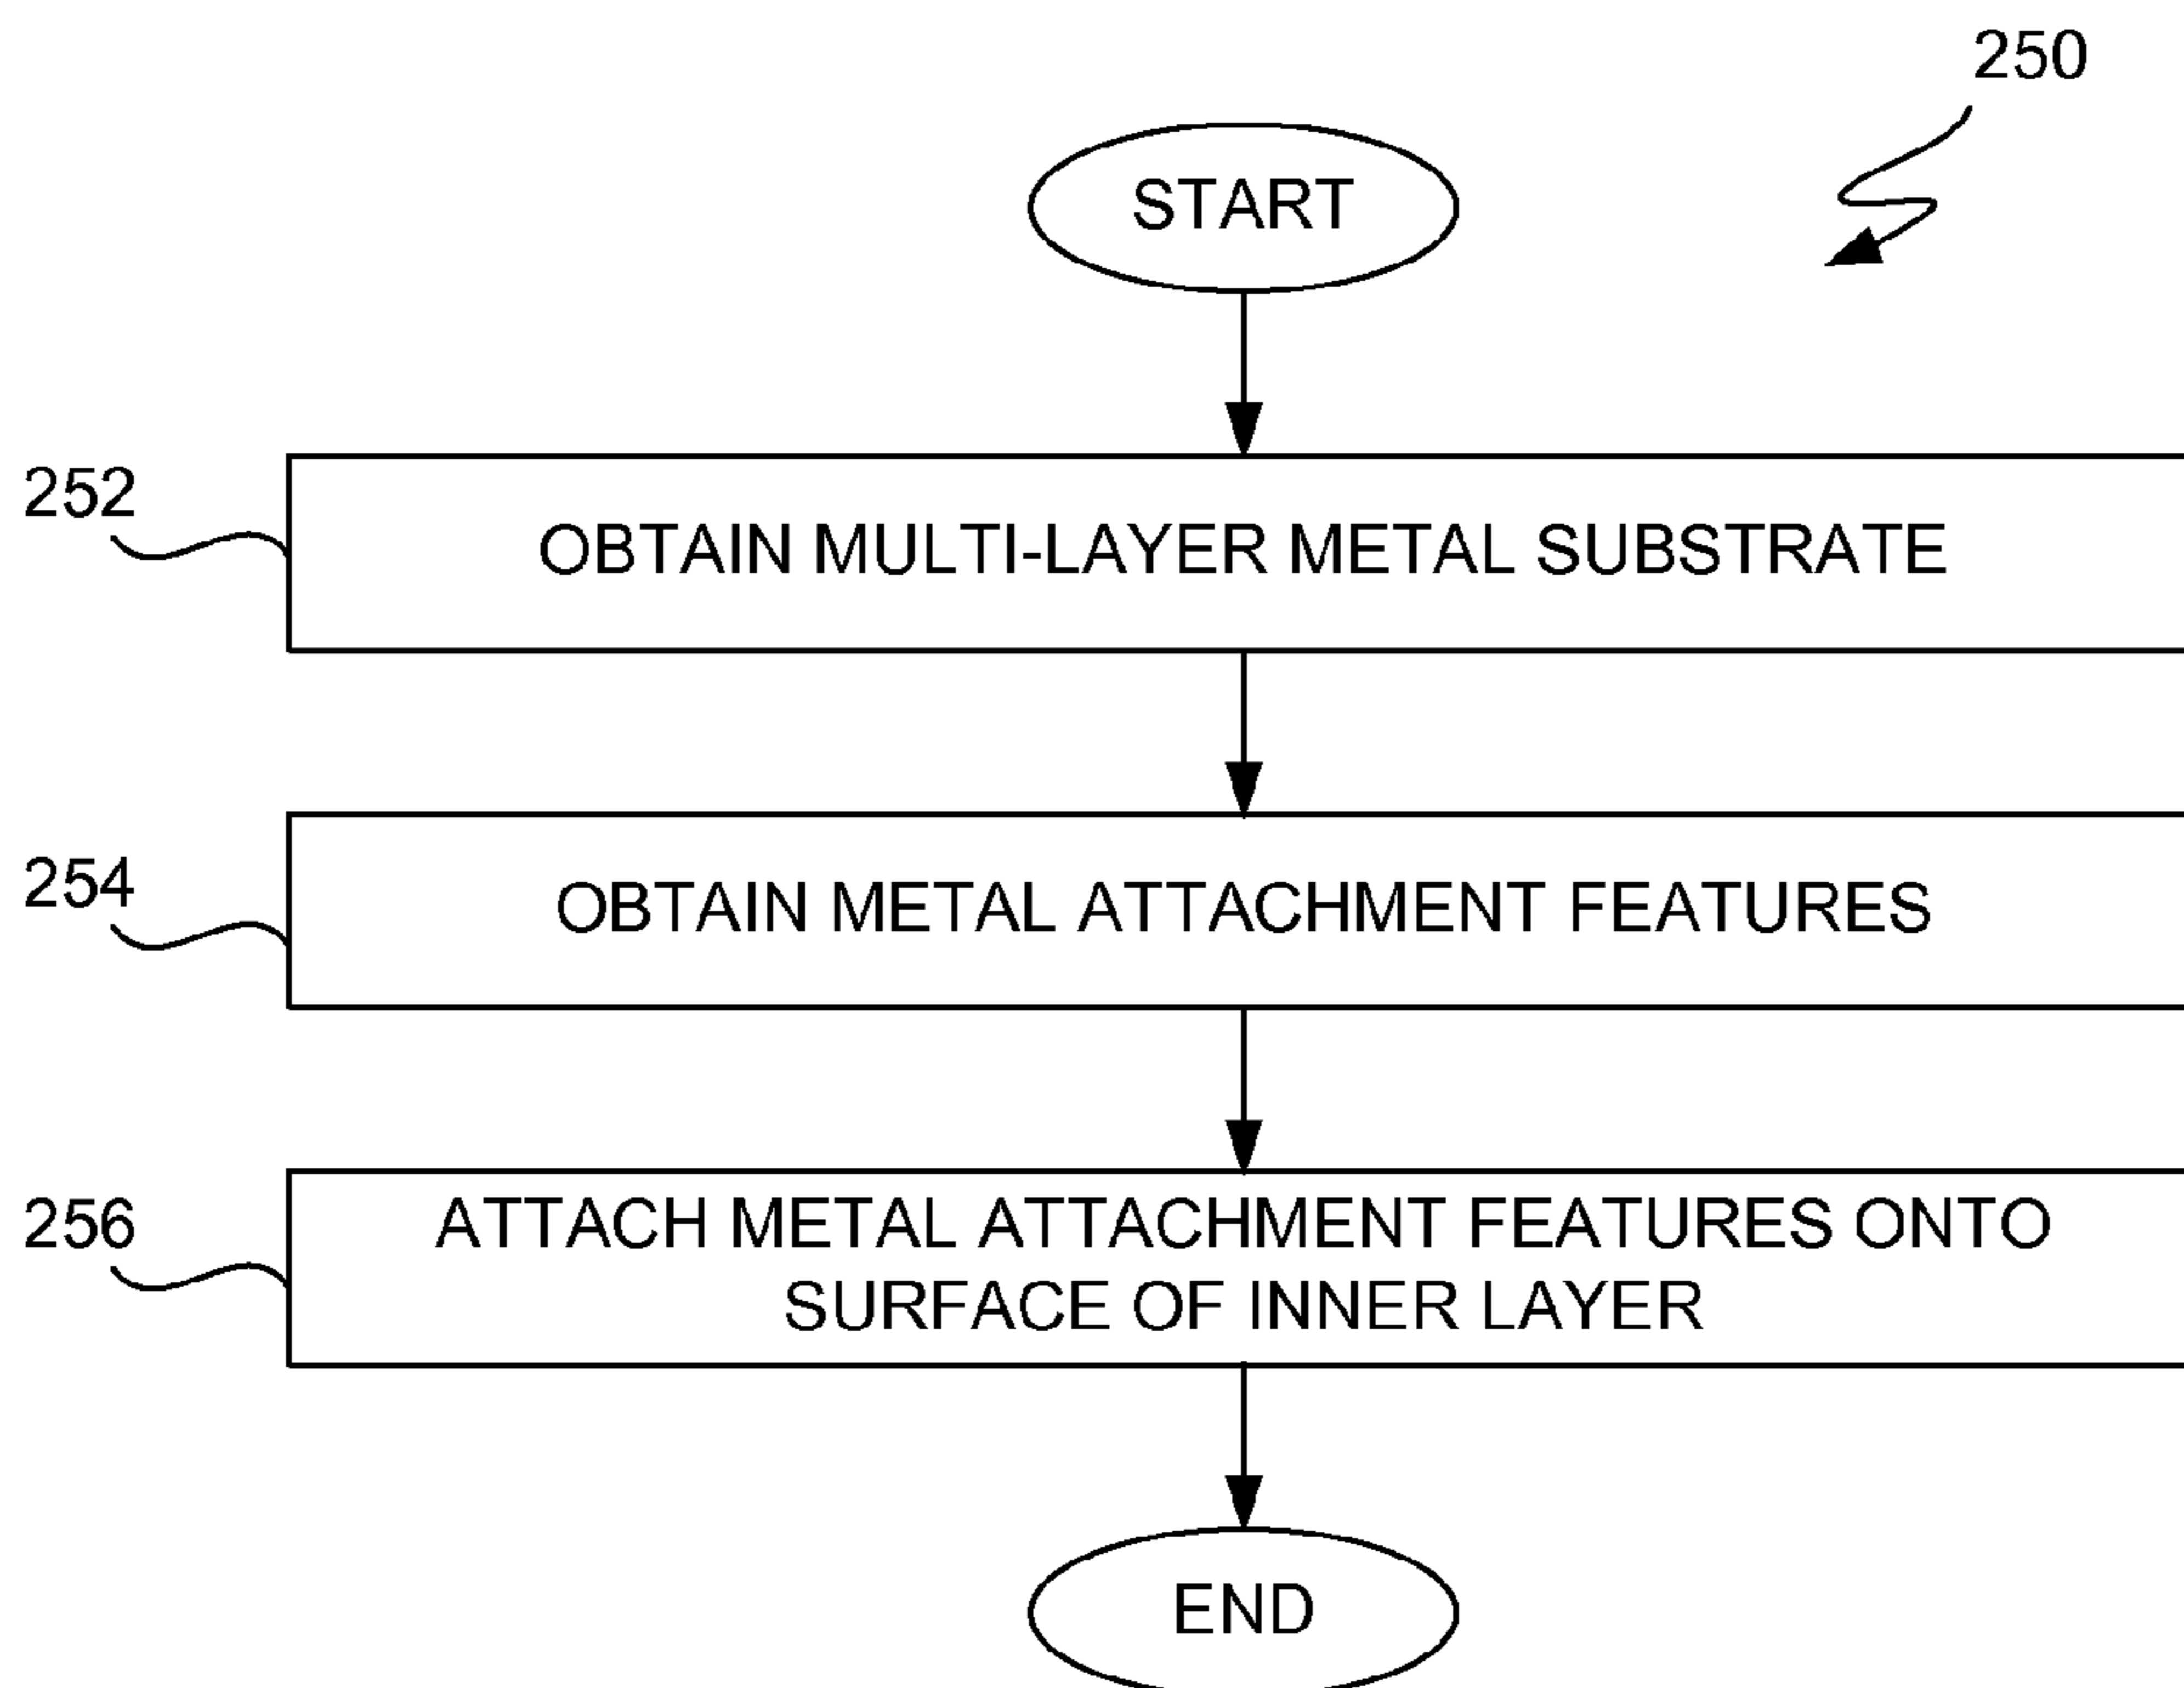 250
START
252
OBTAIN MULTI-LAYER METAL SUBSTRATE
254
OBTAIN METAL ATTACHMENT FEATURES
256
ATTACH METAL ATTACHMENT FEATURES ONTO
SURFACE OF INNER LAYER
END